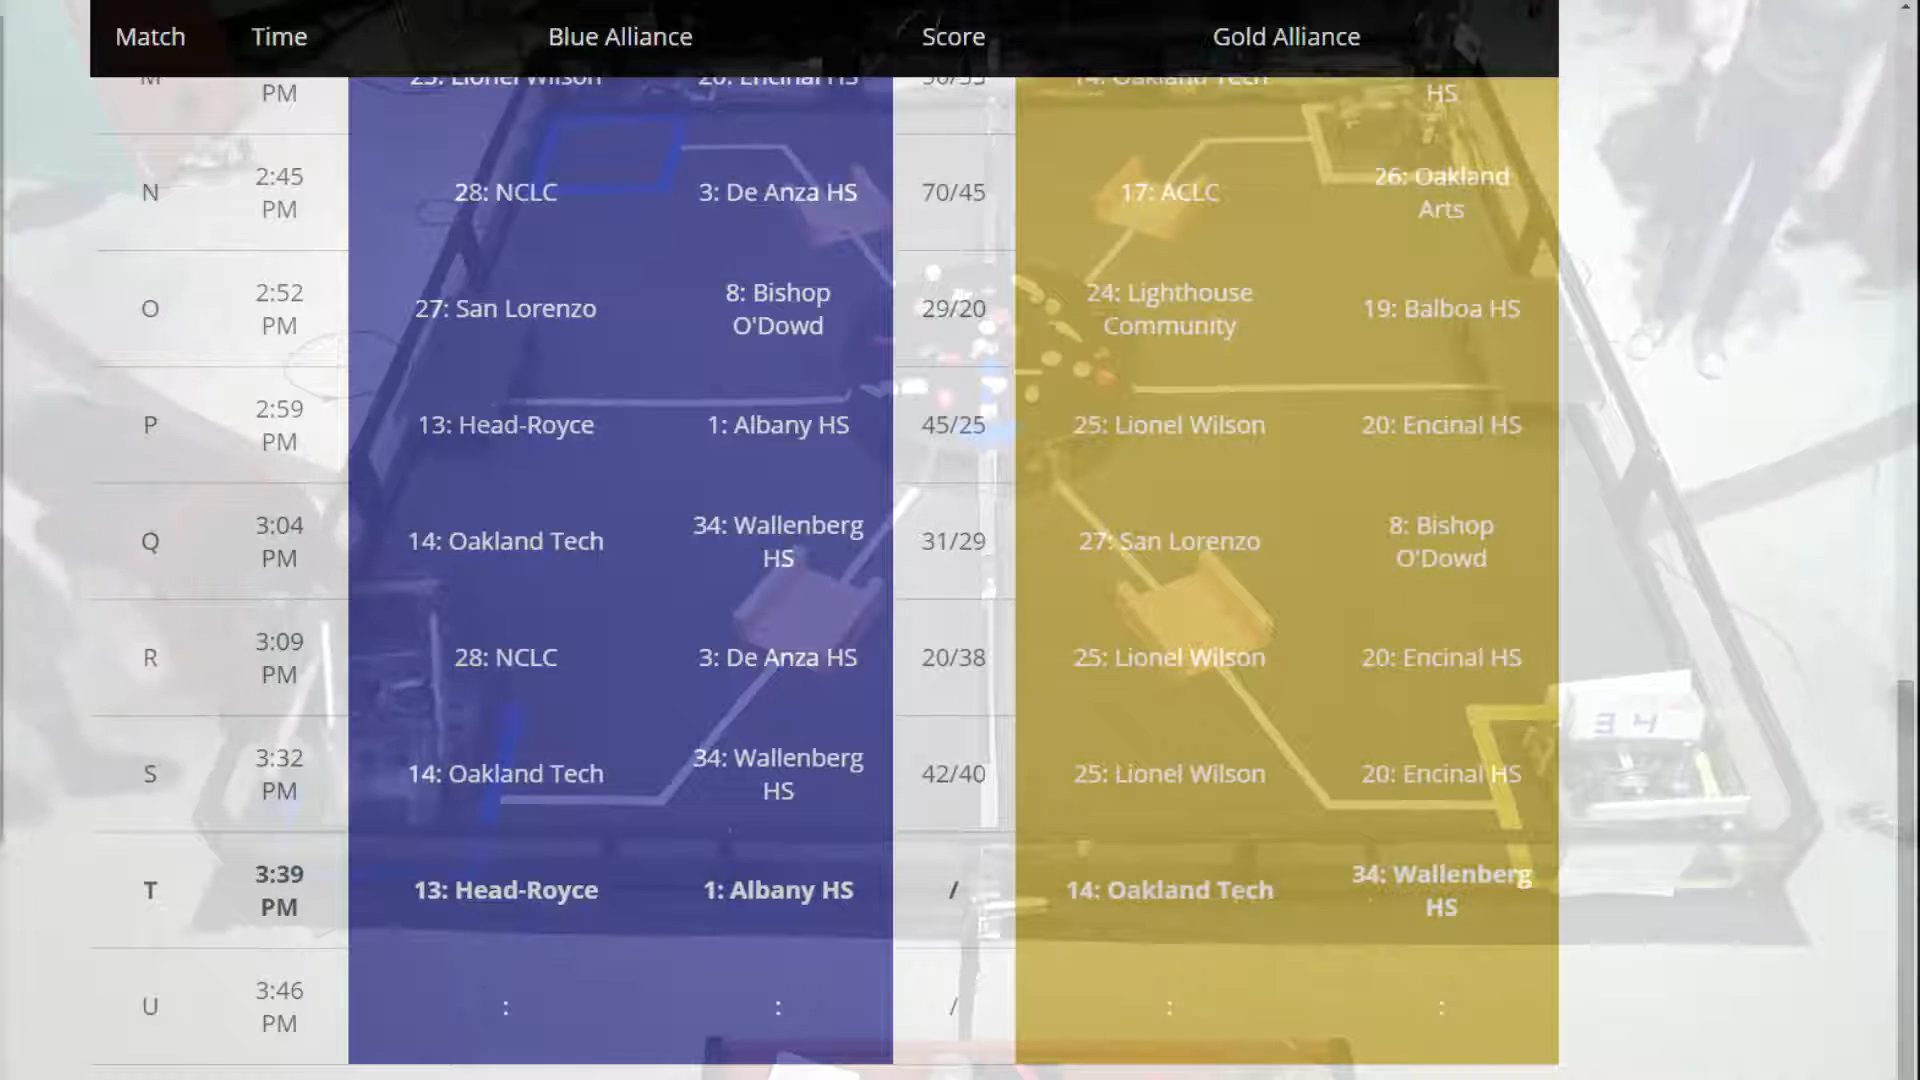 Match Time Blue Alliance Score Gold Alliance
PM HS
N 2:45 PM 28: NCLC 3: De Anza HS 70/45 17: ACLC 26: Oakland Arts
O 2:52 PM 27: San Lorenzo 8: Bishop O'Dowd 29/20 24: Lighthouse Community 19: Balboa HS
P 2:59 PM 13: Head-Royce 1: Albany HS 45/25 25: Lionel Wilson 20: Encinal HS
Q 3:04 PM 14: Oakland Tech 34: Wallenberg HS 31/29 27: San Lorenzo 8: Bishop O'Dowd
R 3:09 PM 28: NCLC 3: De Anza HS 20/38 25: Lionel Wilson 20: Encinal HS
S 3:32 PM 14: Oakland Tech 34: Wallenberg HS 42/40 25: Lionel Wilson 20: Encinal HS
T 3:39 PM 13: Head-Royce 1: Albany HS / 14: Oakland Tech 34: Wallenberg HS
U 3:46 PM : : / : :
34